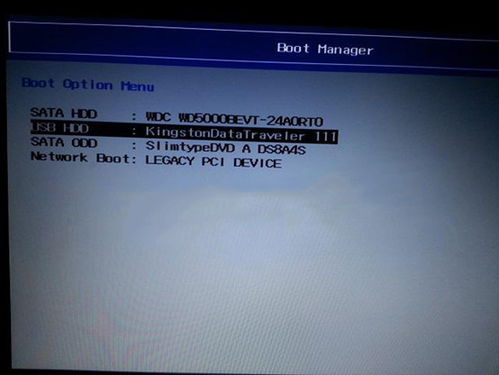 Boot Manager
Boot Option Menu
SATA HDD : WDC WD5000BEVT-24A0RT0
USB HDD : KingstonDataTraveler 111
SATA ODD : SlimtypeDVD A DS8A4S
Network Boot: LEGACY PCI DEVICE